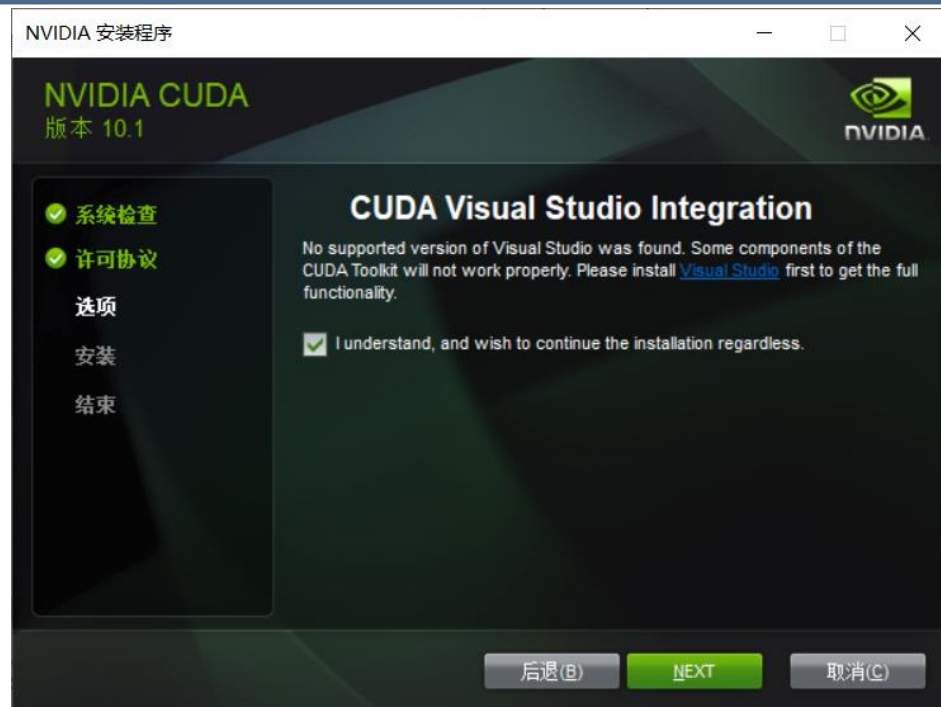 NVIDIA 安装程序
NVIDIA CUDA
版本 10.1
NVIDIA.
系统检查
许可协议
选项
安装
结束
CUDA Visual Studio Integration
No supported version of Visual Studio was found. Some components of the
CUDA Toolkit will not work properly. Please install Visual Studio first to get the full
functionality.
I understand, and wish to continue the installation regardless.
后退(B)
NEXT
取消(C)